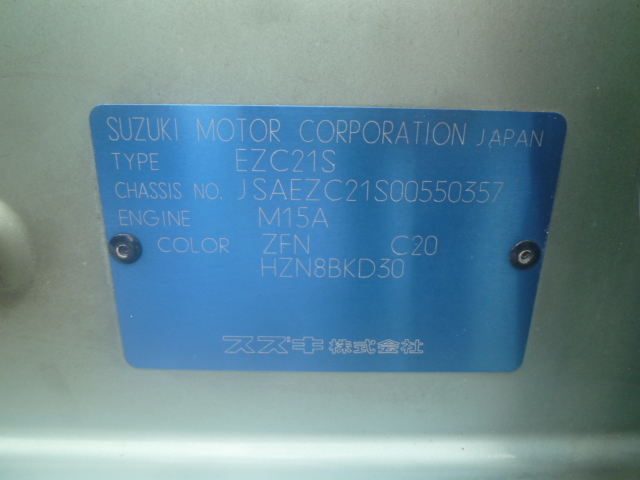 SUZUKI MOTOR CORPORATION JAPAN
TYPE EZC21S
CHASSIS NO. JSAEZC21S00550357
ENGINE M15A
COLOR ZFN C20
HZN8BKD30
スズキ株式会社